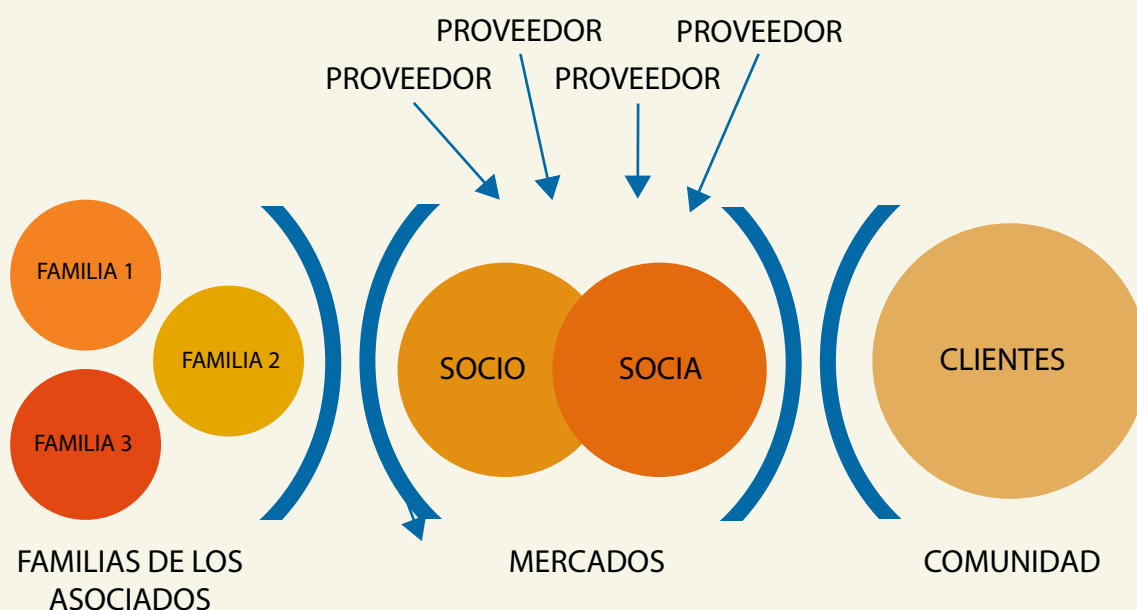 PROVEEDOR
PROVEEDOR
PROVEEDOR
PROVEEDOR
FAMILIA 1
FAMILIA 2
FAMILIA 3
SOCIO
SOCIA
CLIENTES
FAMILIAS DE LOS
ASOCIADOS
MERCADOS
COMUNIDAD